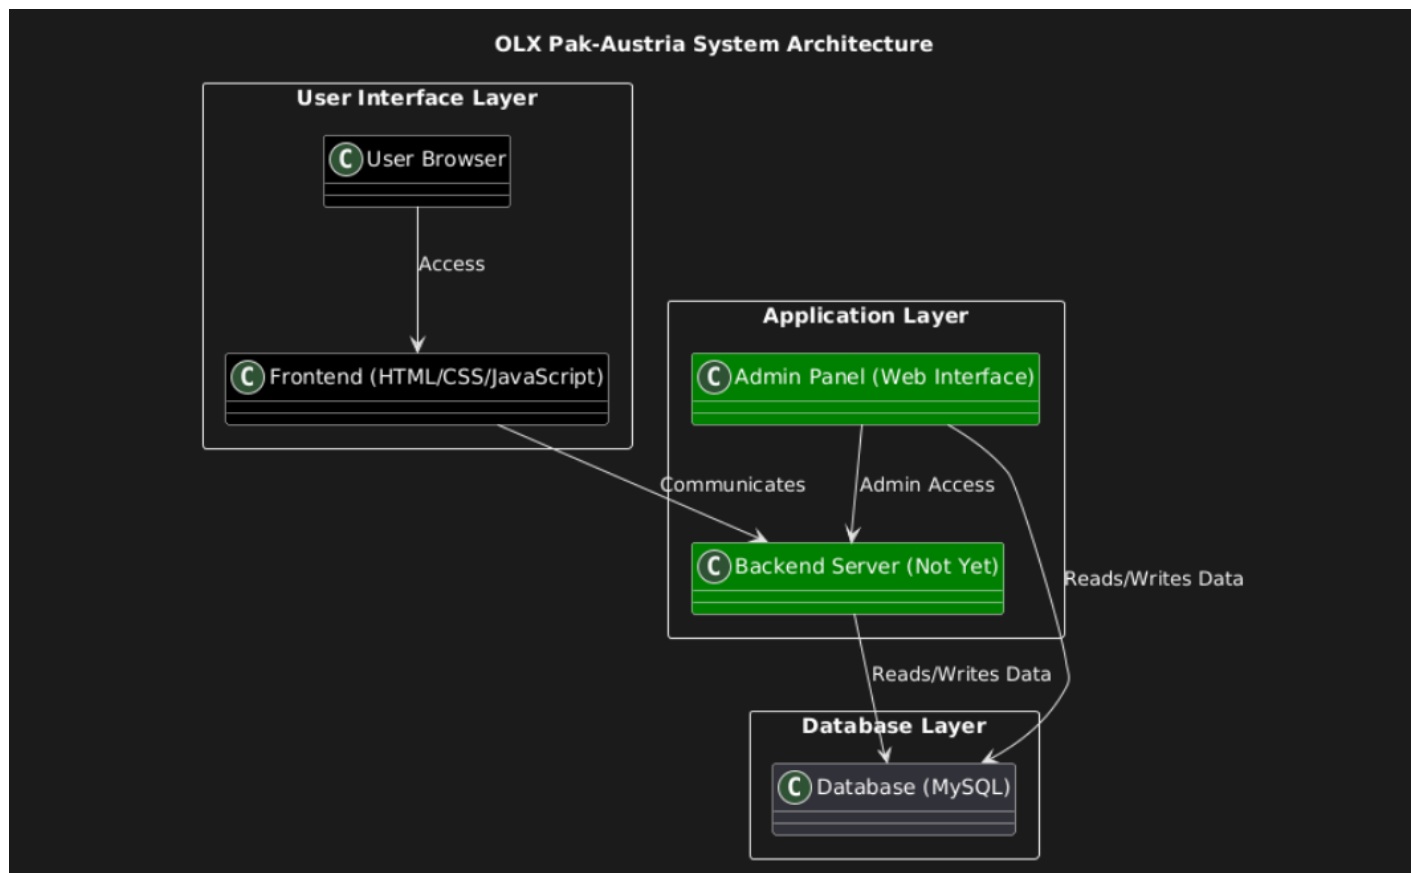 OLX Pak-Austria System Architecture
User Interface Layer
C User Browser
Access
Application Layer
C Frontend (HTML/CSS/JavaScript)
C Admin Panel (Web Interface)
Communicates
Admin Access
C Backend Server (Not Yet)
Reads/Writes Data
Reads/Writes Data
Database Layer
C Database (MySQL)